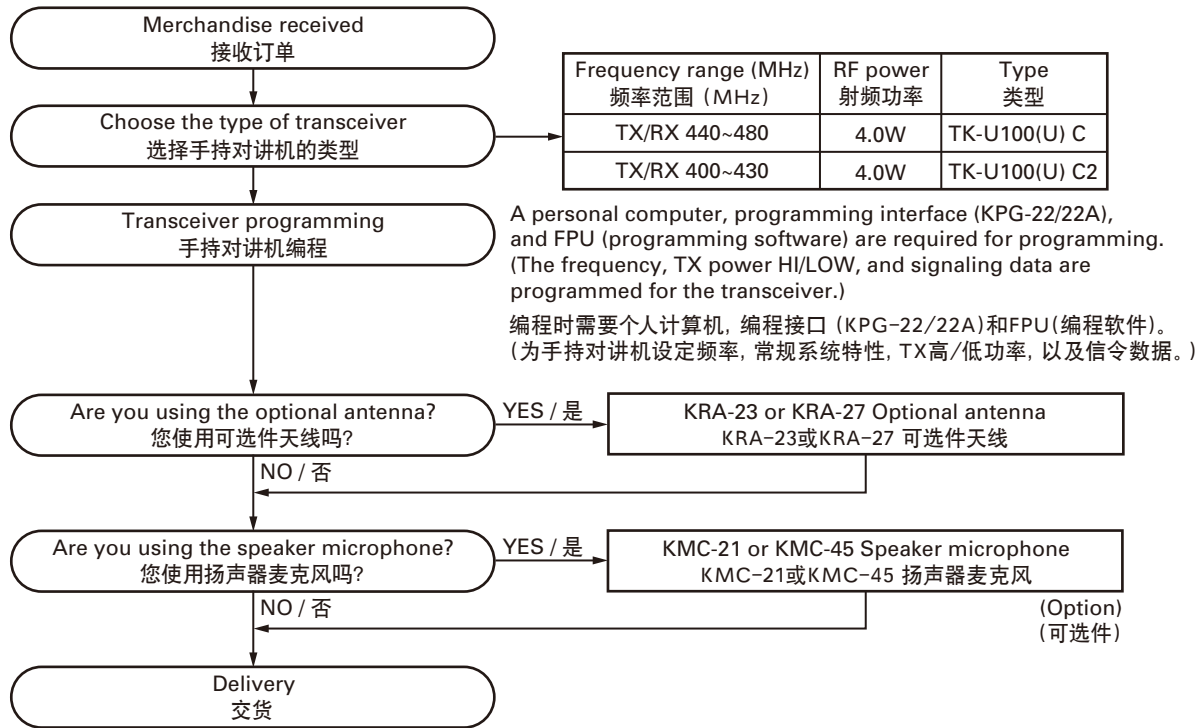 Merchandise received
接收订单
Choose the type of transceiver
选择手持对讲机的类型
Frequency range (MHz) RF power Type
频率范围 (MHz) 射频功率 类型
TX/RX 440~480 4.0W TK-U100(U) C
TX/RX 400~430 4.0W TK-U100(U) C2
Transceiver programming
手持对讲机编程
A personal computer, programming interface (KPG-22/22A),
and FPU (programming software) are required for programming.
(The frequency, TX power HI/LOW, and signaling data are
programmed for the transceiver.)
编程时需要个人计算机, 编程接口 (KPG-22/22A)和FPU(编程软件)。
(为手持对讲机设定频率, 常规系统特性, TX高/低功率, 以及信令数据。)
Are you using the optional antenna?
您使用可选件天线吗?
YES / 是
KRA-23 or KRA-27 Optional antenna
KRA-23或KRA-27 可选件天线
NO / 否
Are you using the speaker microphone?
您使用扬声器麦克风吗?
YES / 是
KMC-21 or KMC-45 Speaker microphone
KMC-21或KMC-45 扬声器麦克风
NO / 否
(Option)
(可选件)
Delivery
交货